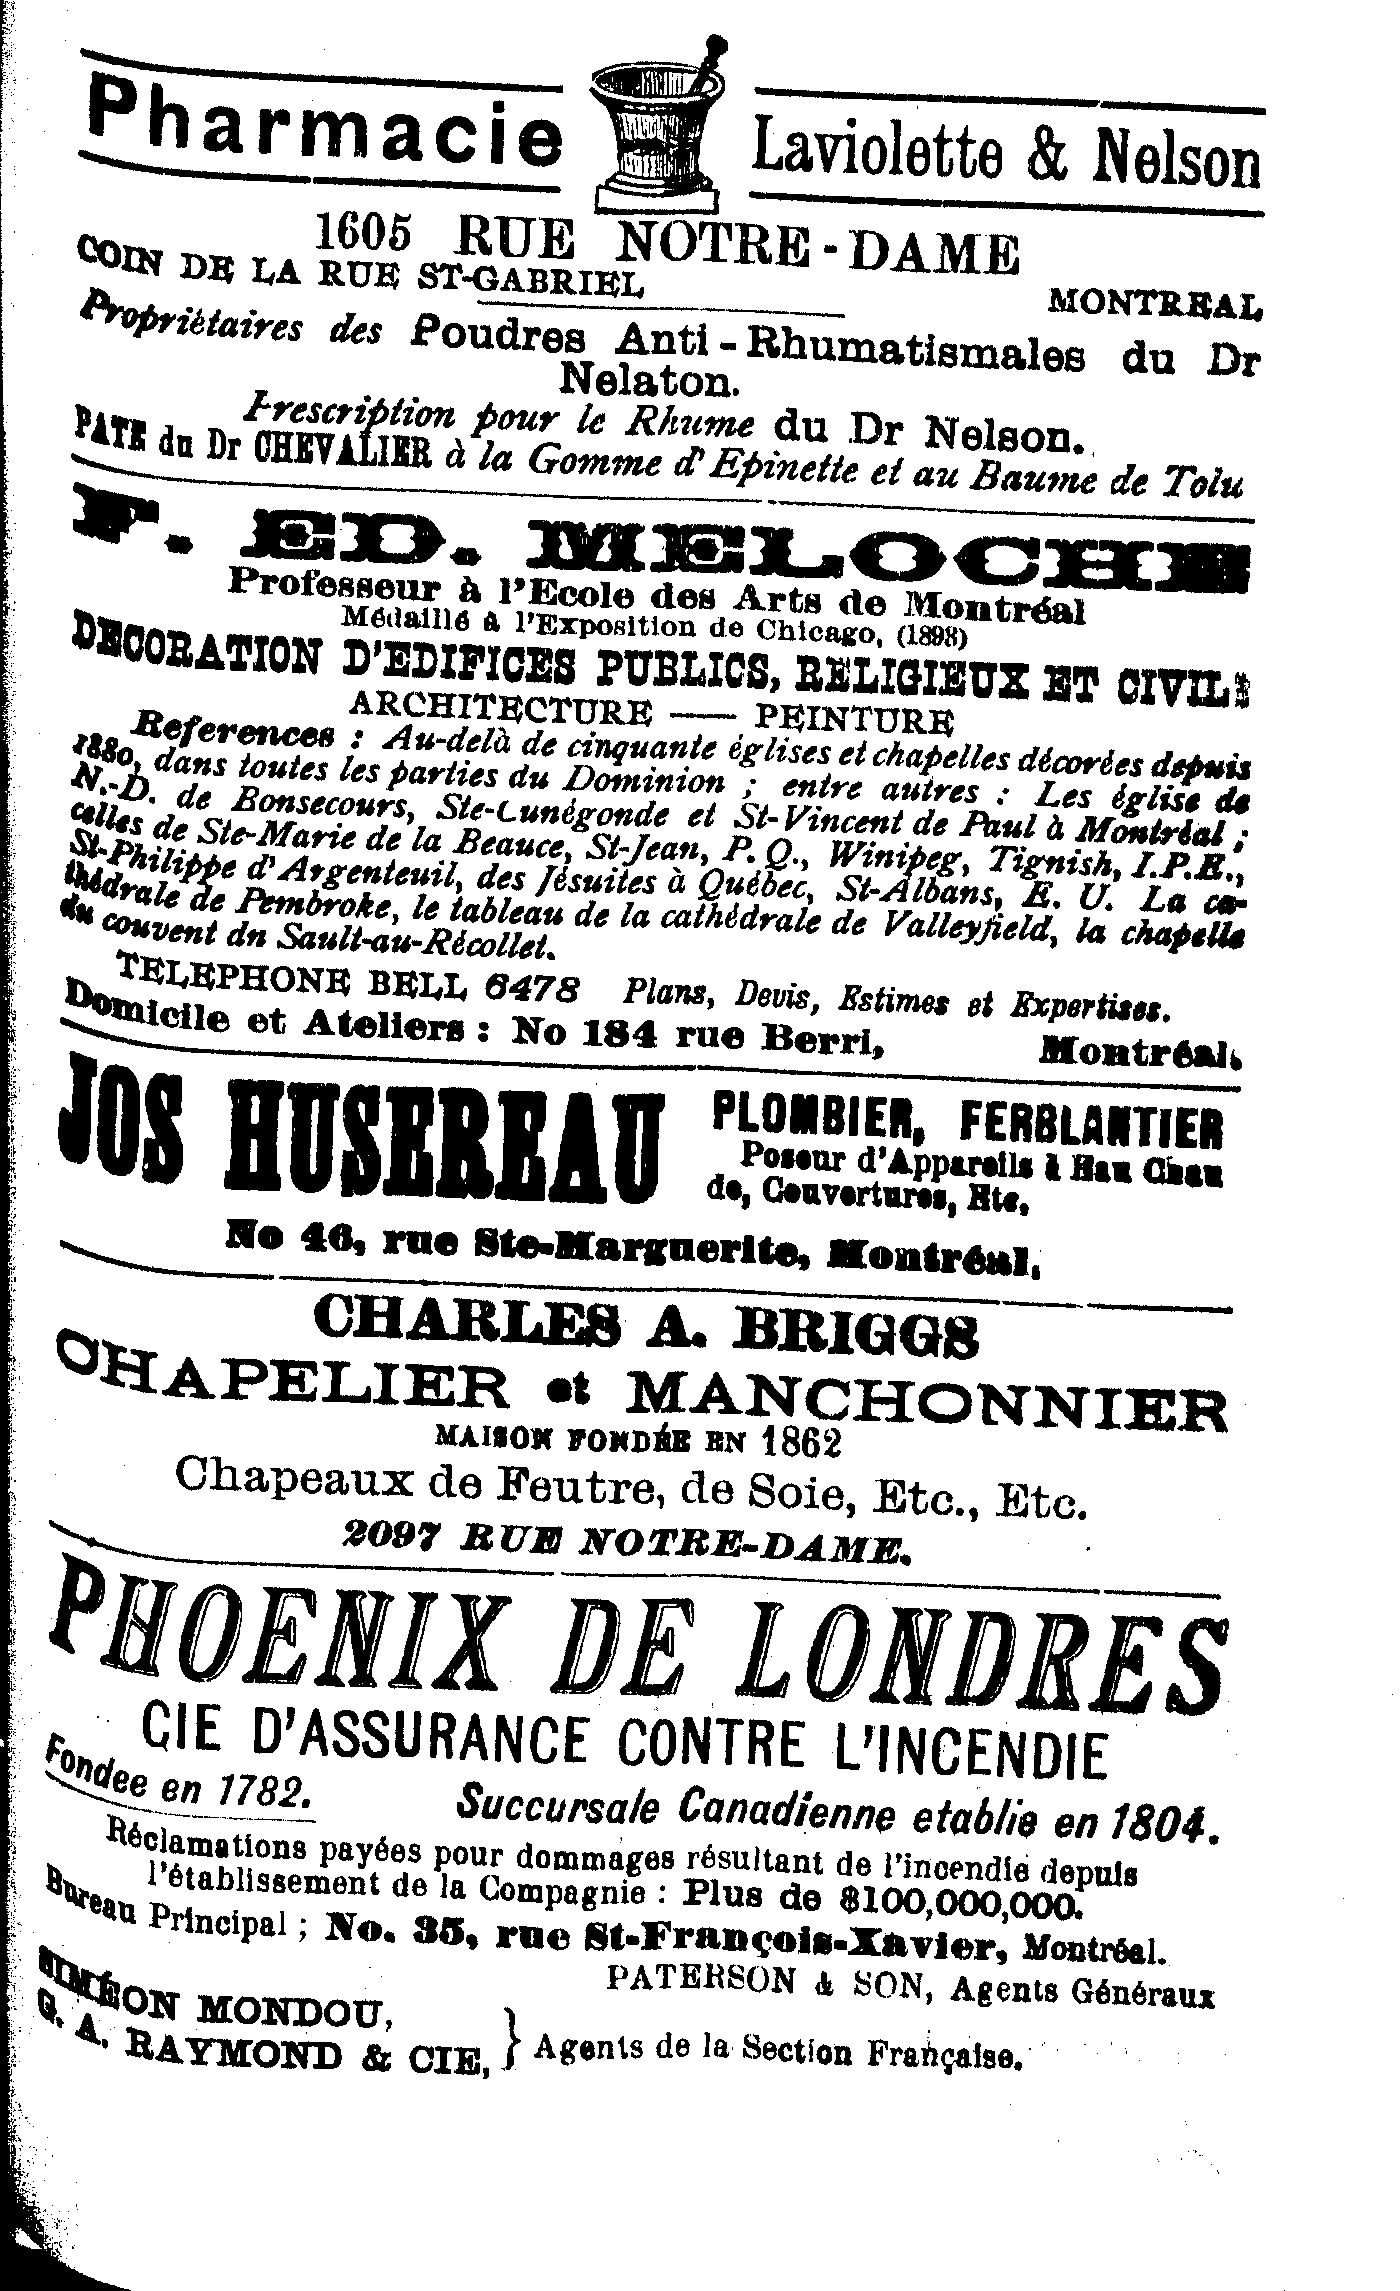 Pharmacie Laviolette & Nelson
1605 RUE NOTRE-DAME
COIN DE LA RUE ST-GABRIEL MONTREAL
Propriètaires des Poudres Anti-Rhumatismales du Dr
Nelaton.
Prescription pour le Rhume du Dr Nelson.
PATE du Dr CHEVALIER à la Gomme d'Epinette et au Baume de Tolu
F. ED. MELOCHE
Professeur à l'Ecole des Arts de Montréal
Médaillé à l'Exposition de Chicago, (1893)
DECORATION D'EDIFICES PUBLICS, RELIGIEUX ET CIVILS
ARCHITECTURE — PEINTURE
References : Au-delà de cinquante églises et chapelles décorées depuis
1880, dans toutes les parties du Dominion ; entre autres : Les église de
N.-D. de Bonsecours, Ste-Cunégonde et St-Vincent de Paul à Montréal ;
celles de Ste-Marie de la Beauce, St-Jean, P. Q., Winipeg, Tignish, I.P.E.,
St-Philippe d'Argenteuil, des Jésuites à Québec, St-Albans, E. U. La ca-
thédrale de Pembroke, le tableau de la cathédrale de Valleyfield, la chapelle
du couvent dn Sault-au-Récollet.
TELEPHONE BELL 6478 Plans, Devis, Estimes et Expertises.
Domicile et Ateliers : No 184 rue Berri, Montréal.
JOS HUSEREAU PLOMBIER, FERBLANTIER
Poseur d'Appareils à Eau Chau
de, Couvertures, Etc.
No 46, rue Ste-Marguerite, Montréal.
CHARLES A. BRIGGS
CHAPELIER et MANCHONNIER
MAISON FONDÉE EN 1862
Chapeaux de Feutre, de Soie, Etc., Etc.
2097 RUE NOTRE-DAME.
PHOENIX DE LONDRES
CIE D'ASSURANCE CONTRE L'INCENDIE
Fondee en 1782. Succursale Canadienne etablie en 1804.
Réclamations payées pour dommages résultant de l'incendie depuis
l'établissement de la Compagnie : Plus de $100,000,000.
Bureau Principal ; No. 35, rue St-François-Xavier, Montréal.
PATERSON & SON, Agents Généraux
SIMÉON MONDOU,
G. A. RAYMOND & CIE, } Agents de la Section Française.